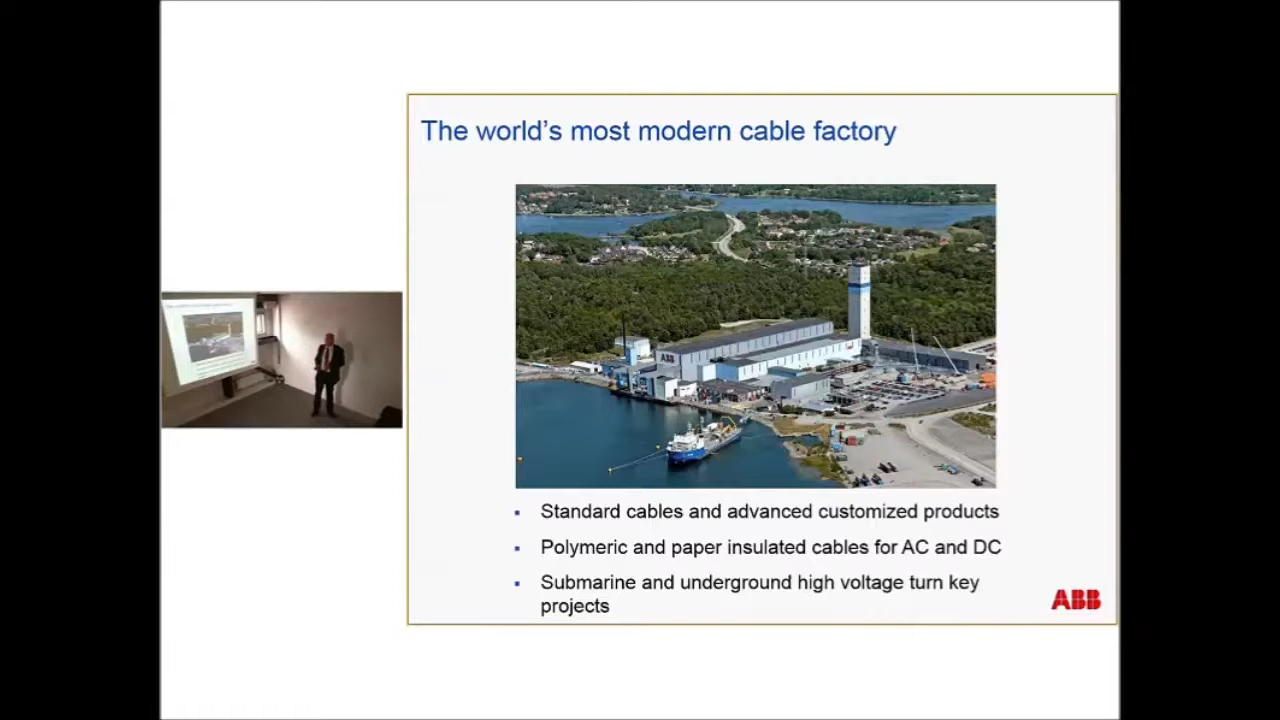 The world's most modern cable factory
ABB
▪ Standard cables and advanced customized products
▪ Polymeric and paper insulated cables for AC and DC
▪ Submarine and underground high voltage turn key
projects
ABB